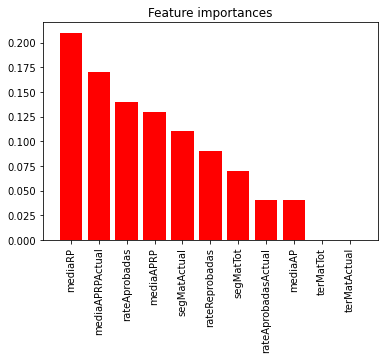 Feature importances
0.200
0.175
0.150
0.125
0.100
0.075
0.050
0.025
0.000
mediaRP
mediaAPRPActual
rateAprobadas
mediaAPRP
segMatActual
rateReprobadas
segMatTot
rateAprobadasActual
mediaAP
terMatTot
terMatActual